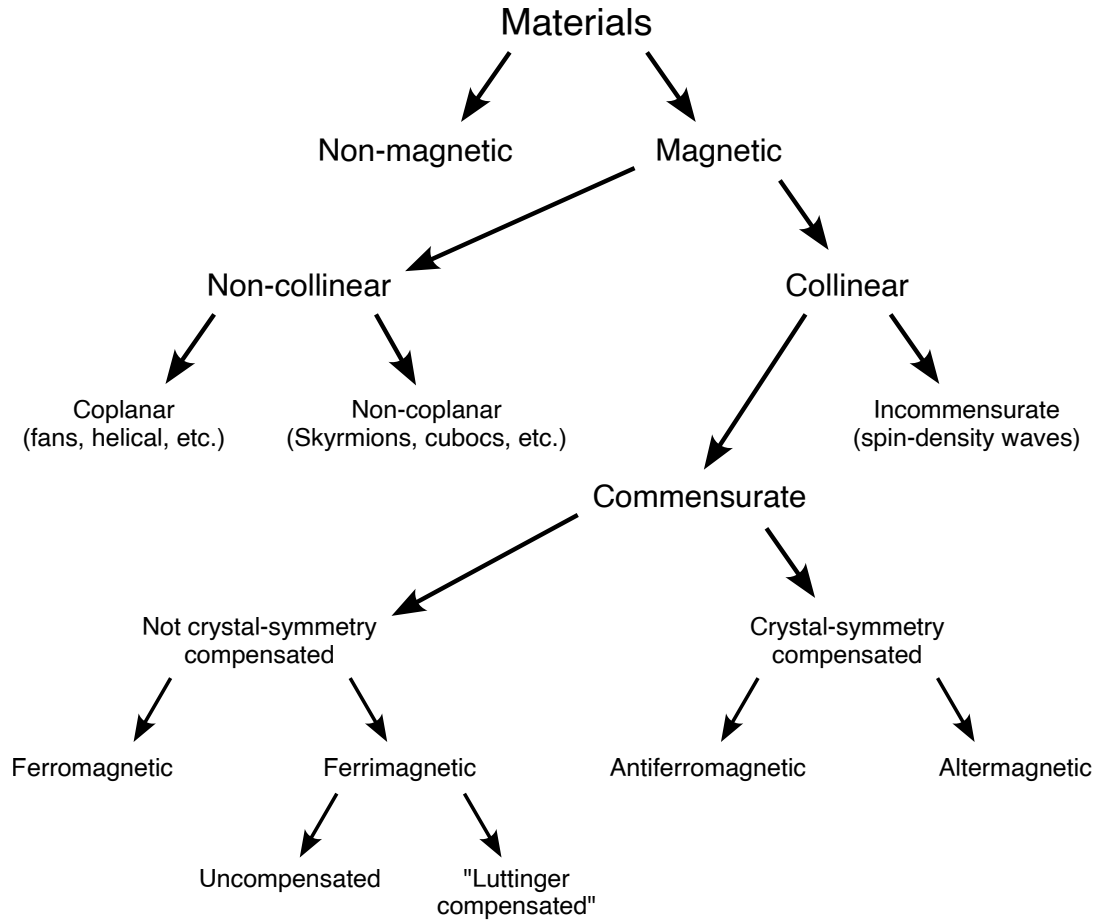 Materials
Non-magnetic
Magnetic
Non-collinear
Collinear
Coplanar
(fans, helical, etc.)
Non-coplanar
(Skyrmions, cubocs, etc.)
Incommensurate
(spin-density waves)
Commensurate
Not crystal-symmetry
compensated
Crystal-symmetry
compensated
Ferromagnetic
Ferrimagnetic
Antiferromagnetic
Altermagnetic
Uncompensated
"Luttinger
compensated"